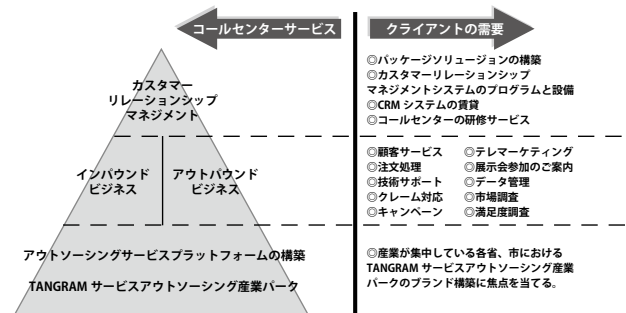 コールセンターサービス
クライアントの需要
カスタマー
リレーションシップ
マネジメント
◎パッケージソリュージョンの構築
◎カスタマーリレーションシップ
マネジメントシステムのプログラムと設備
◎CRM システムの賃貸
◎コールセンターの研修サービス
インバウンド
ビジネス
アウトバウンド
ビジネス
◎顧客サービス
◎注文処理
◎技術サポート
◎クレーム対応
◎キャンペーン
◎テレマーケティング
◎展示会参加のご案内
◎データ管理
◎市場調査
◎満足度調査
アウトソーシングサービスプラットフォームの構築
TANGRAM サービスアウトソーシング産業パーク
◎産業が集中している各省、市における
TANGRAM サービスアウトソーシング産業
パークのブランド構築に焦点を当てる。